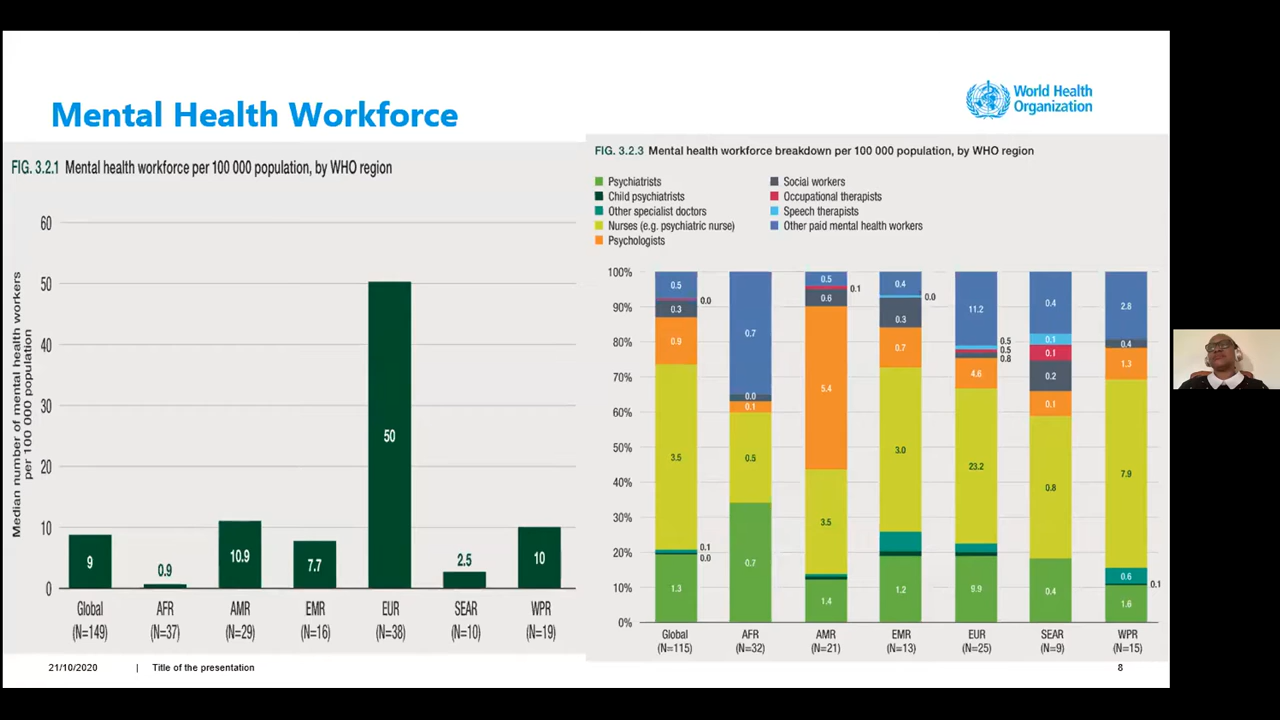 Mental Health Workforce
World Health
Organization
FIG. 3.2.1 Mental health workforce per 100 000 population, by WHO region
Median number of mental health workers
per 100 000 population
60
50
40
30
20
10
0
9
0.9
10.9
7.7
50
2.5
10
Global
(N=149)
AFR
(N=37)
AMR
(N=29)
EMR
(N=16)
EUR
(N=38)
SEAR
(N=10)
WPR
(N=19)
FIG. 3.2.3 Mental health workforce breakdown per 100 000 population, by WHO region
Psychiatrists
Child psychiatrists
Other specialist doctors
Nurses (e.g. psychiatric nurse)
Psychologists
Social workers
Occupational therapists
Speech therapists
Other paid mental health workers
100%
90%
80%
70%
60%
50%
40%
30%
20%
10%
0%
0.5
0.0
0.3
0.9
3.5
0.1
0.0
1.3
0.7
0.0
0.1
0.5
0.7
0.5
0.1
0.6
5.4
3.5
1.4
0.4
0.0
0.3
0.7
3.0
1.2
11.2
0.5
0.5
0.8
4.6
23.2
9.9
0.4
0.1
0.1
0.2
0.1
0.8
0.4
2.8
0.4
1.3
7.9
0.6
0.1
1.6
Global
(N=115)
AFR
(N=32)
AMR
(N=21)
EMR
(N=13)
EUR
(N=25)
SEAR
(N=9)
WPR
(N=15)
21/10/2020 | Title of the presentation
8